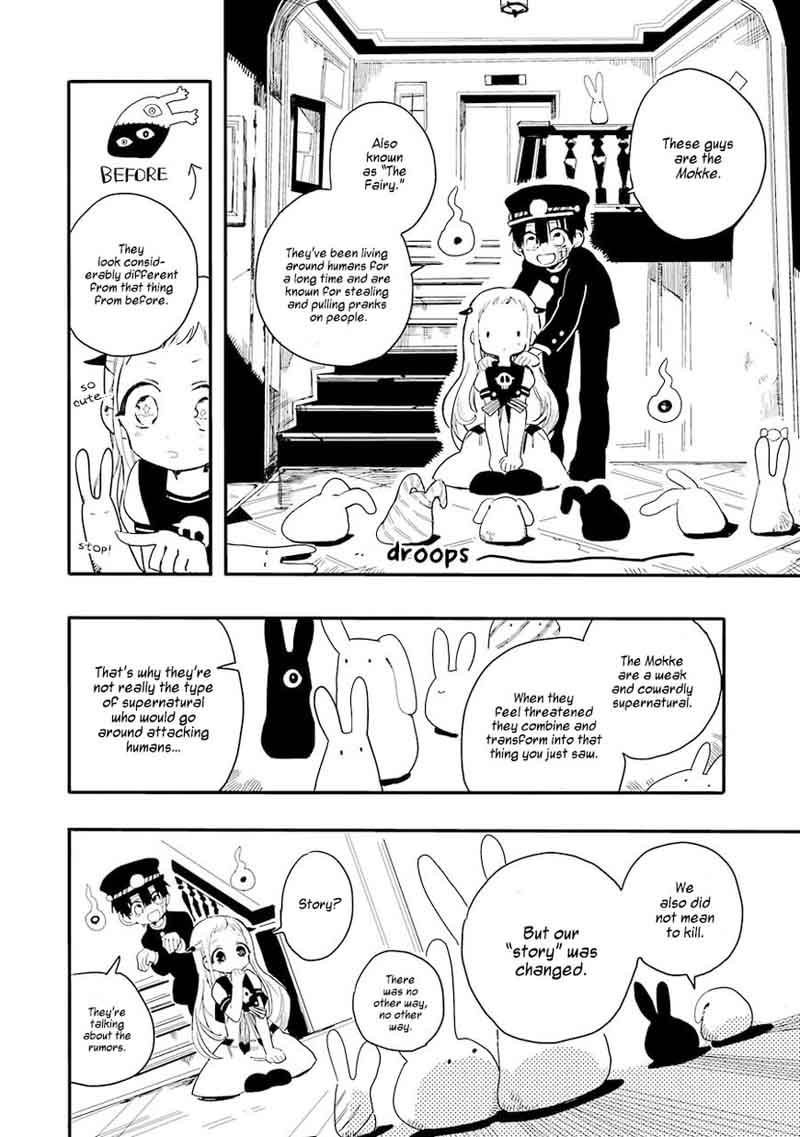 These guys
are the
Mokke.
Also
known
as "The
Fairy."
They've been living
around humans for
a long time and are
known for stealing
and pulling pranks
on people.
droops
BEFORE
They
look consid-
erably different
from that thing
from before.
so
cute...
stop!
The Mokke
are a weak
and cowardly
supernatural.
When they
feel threatened
they combine and
transform into that
thing you just saw.
That's why they're
not really the type
of supernatural
who would go
around attacking
humans...
We
also did
not mean
to kill.
But our
"story" was
changed.
There
was no
other way,
no other
way.
Story?
They're
talking
about the
rumors.